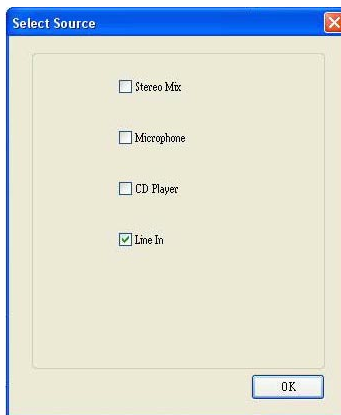 Select Source
Stereo Mix
Microphone
CD Player
Line In
OK